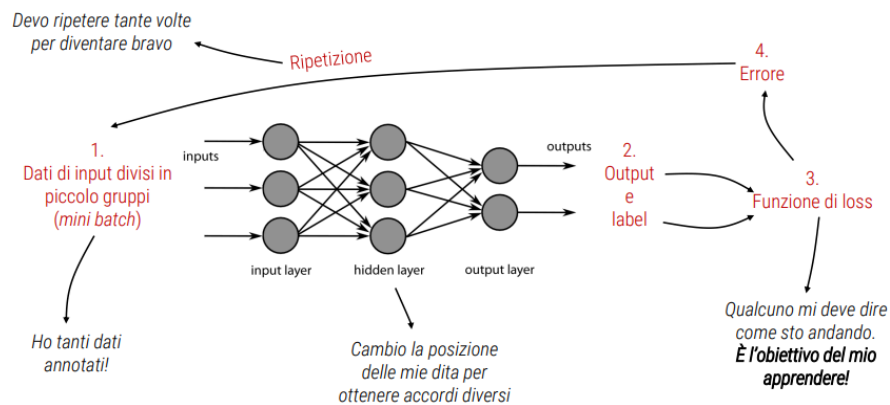 Devo ripetere tante volte
per diventare bravo
Ripetizione
4.
Errore
1.
Dati di input divisi in
piccolo gruppi
(mini batch)
inputs
outputs
2.
Output
e
label
3.
Funzione di loss
input layer
hidden layer
output layer
Ho tanti dati
annotati!
Cambio la posizione
delle mie dita per
ottenere accordi diversi
Qualcuno mi deve dire
come sto andando.
È l'obiettivo del mio
apprendere!